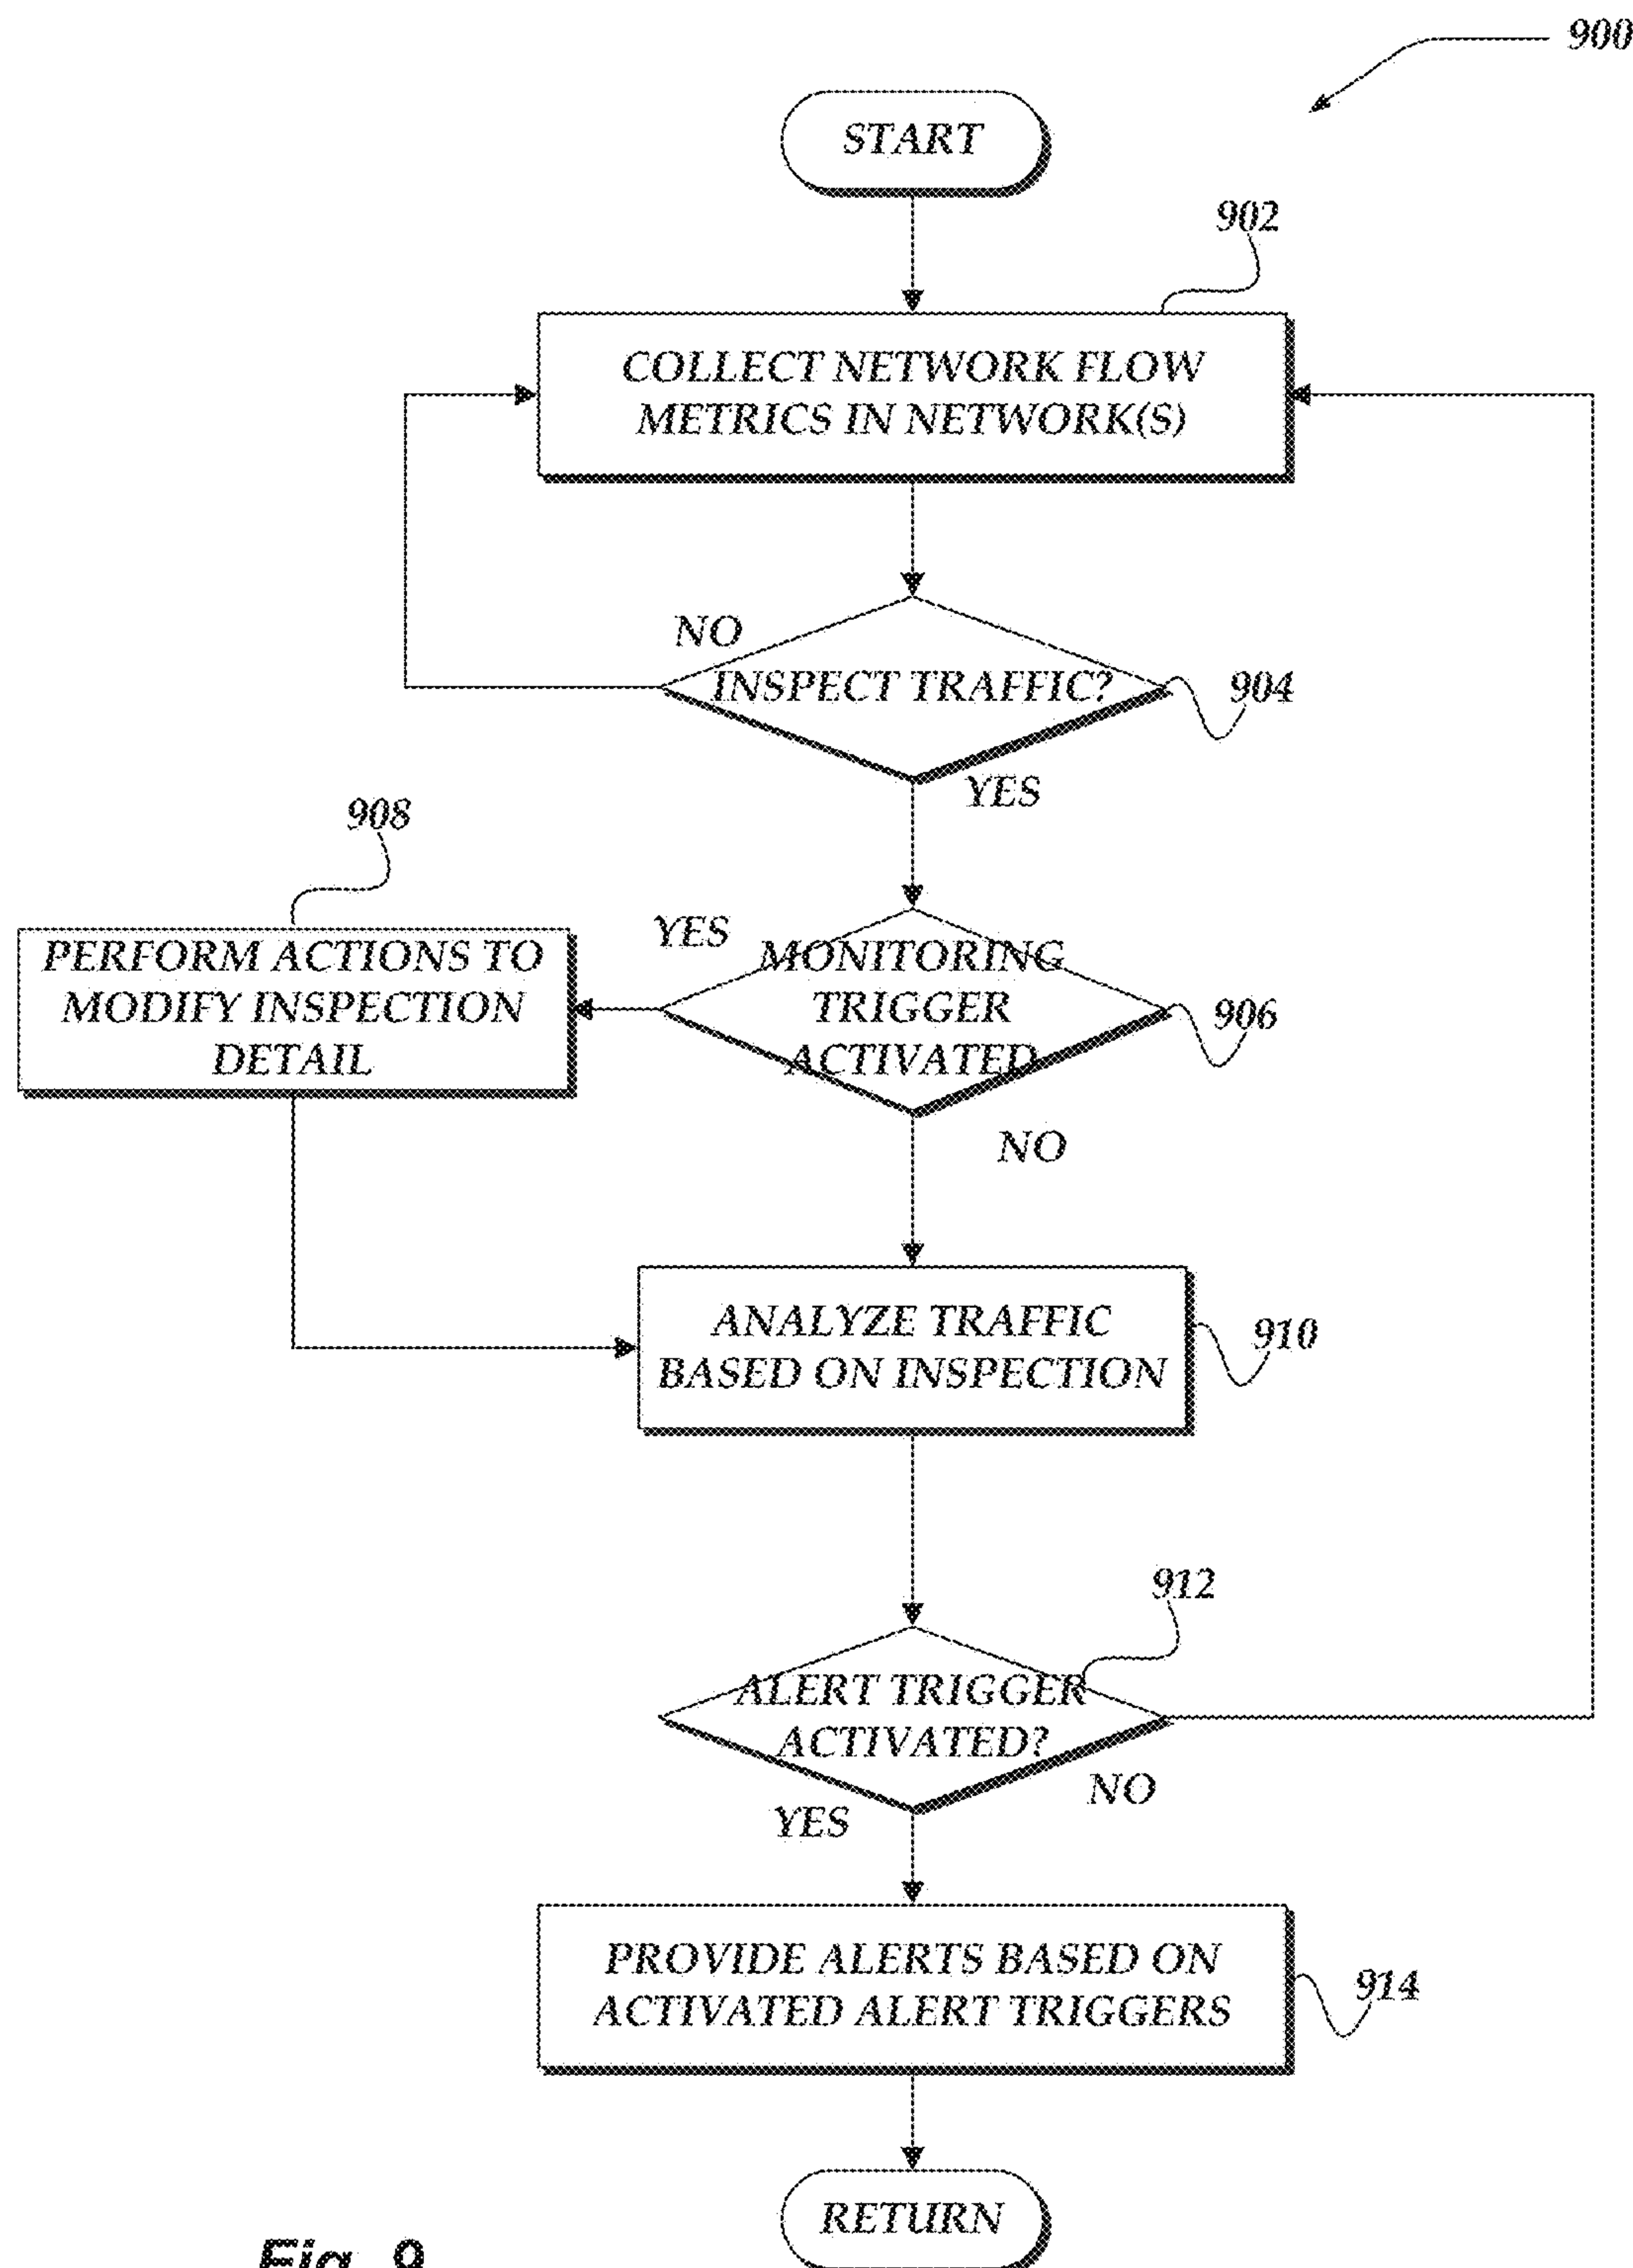 900
START
902
COLLECT NETWORK FLOW
METRICS IN NETWORK(S)
NO
INSPECT TRAFFIC?
904
YES
908
YES
PERFORM ACTIONS TO
MODIFY INSPECTION
DETAIL
MONITORING
TRIGGER
ACTIVATED
906
NO
ANALYZE TRAFFIC
BASED ON INSPECTION
910
912
ALERT TRIGGER
ACTIVATED?
NO
YES
PROVIDE ALERTS BASED ON
ACTIVATED ALERT TRIGGERS
914
RETURN
Fig. 9